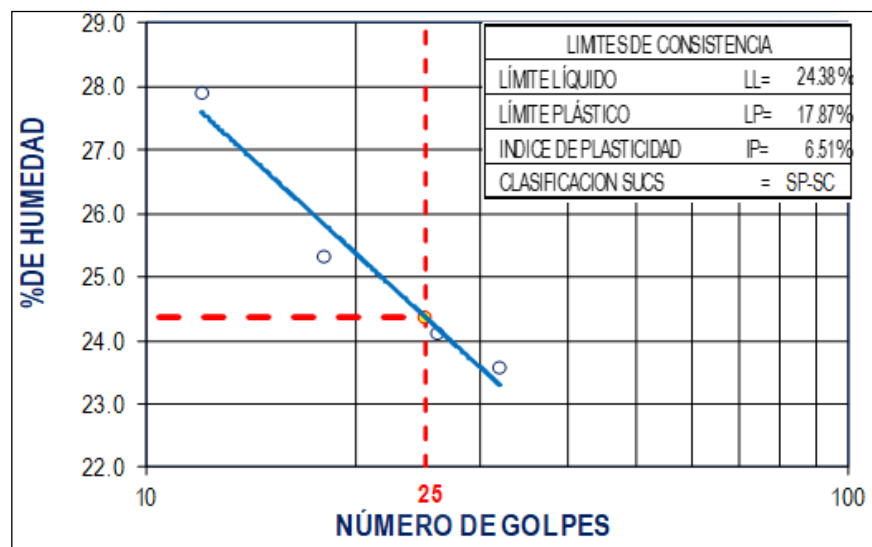 29.0
28.0
27.0
26.0
25.0
24.0
23.0
22.0
%DE HUMEDAD
LIMITES DE CONSISTENCIA
LÍMITE LÍQUIDO LL= 24.38%
LÍMITE PLÁSTICO LP= 17.87%
INDICE DE PLASTICIDAD IP= 6.51%
CLASIFICACION SUCS = SP-SC
10 25 100
NÚMERO DE GOLPES